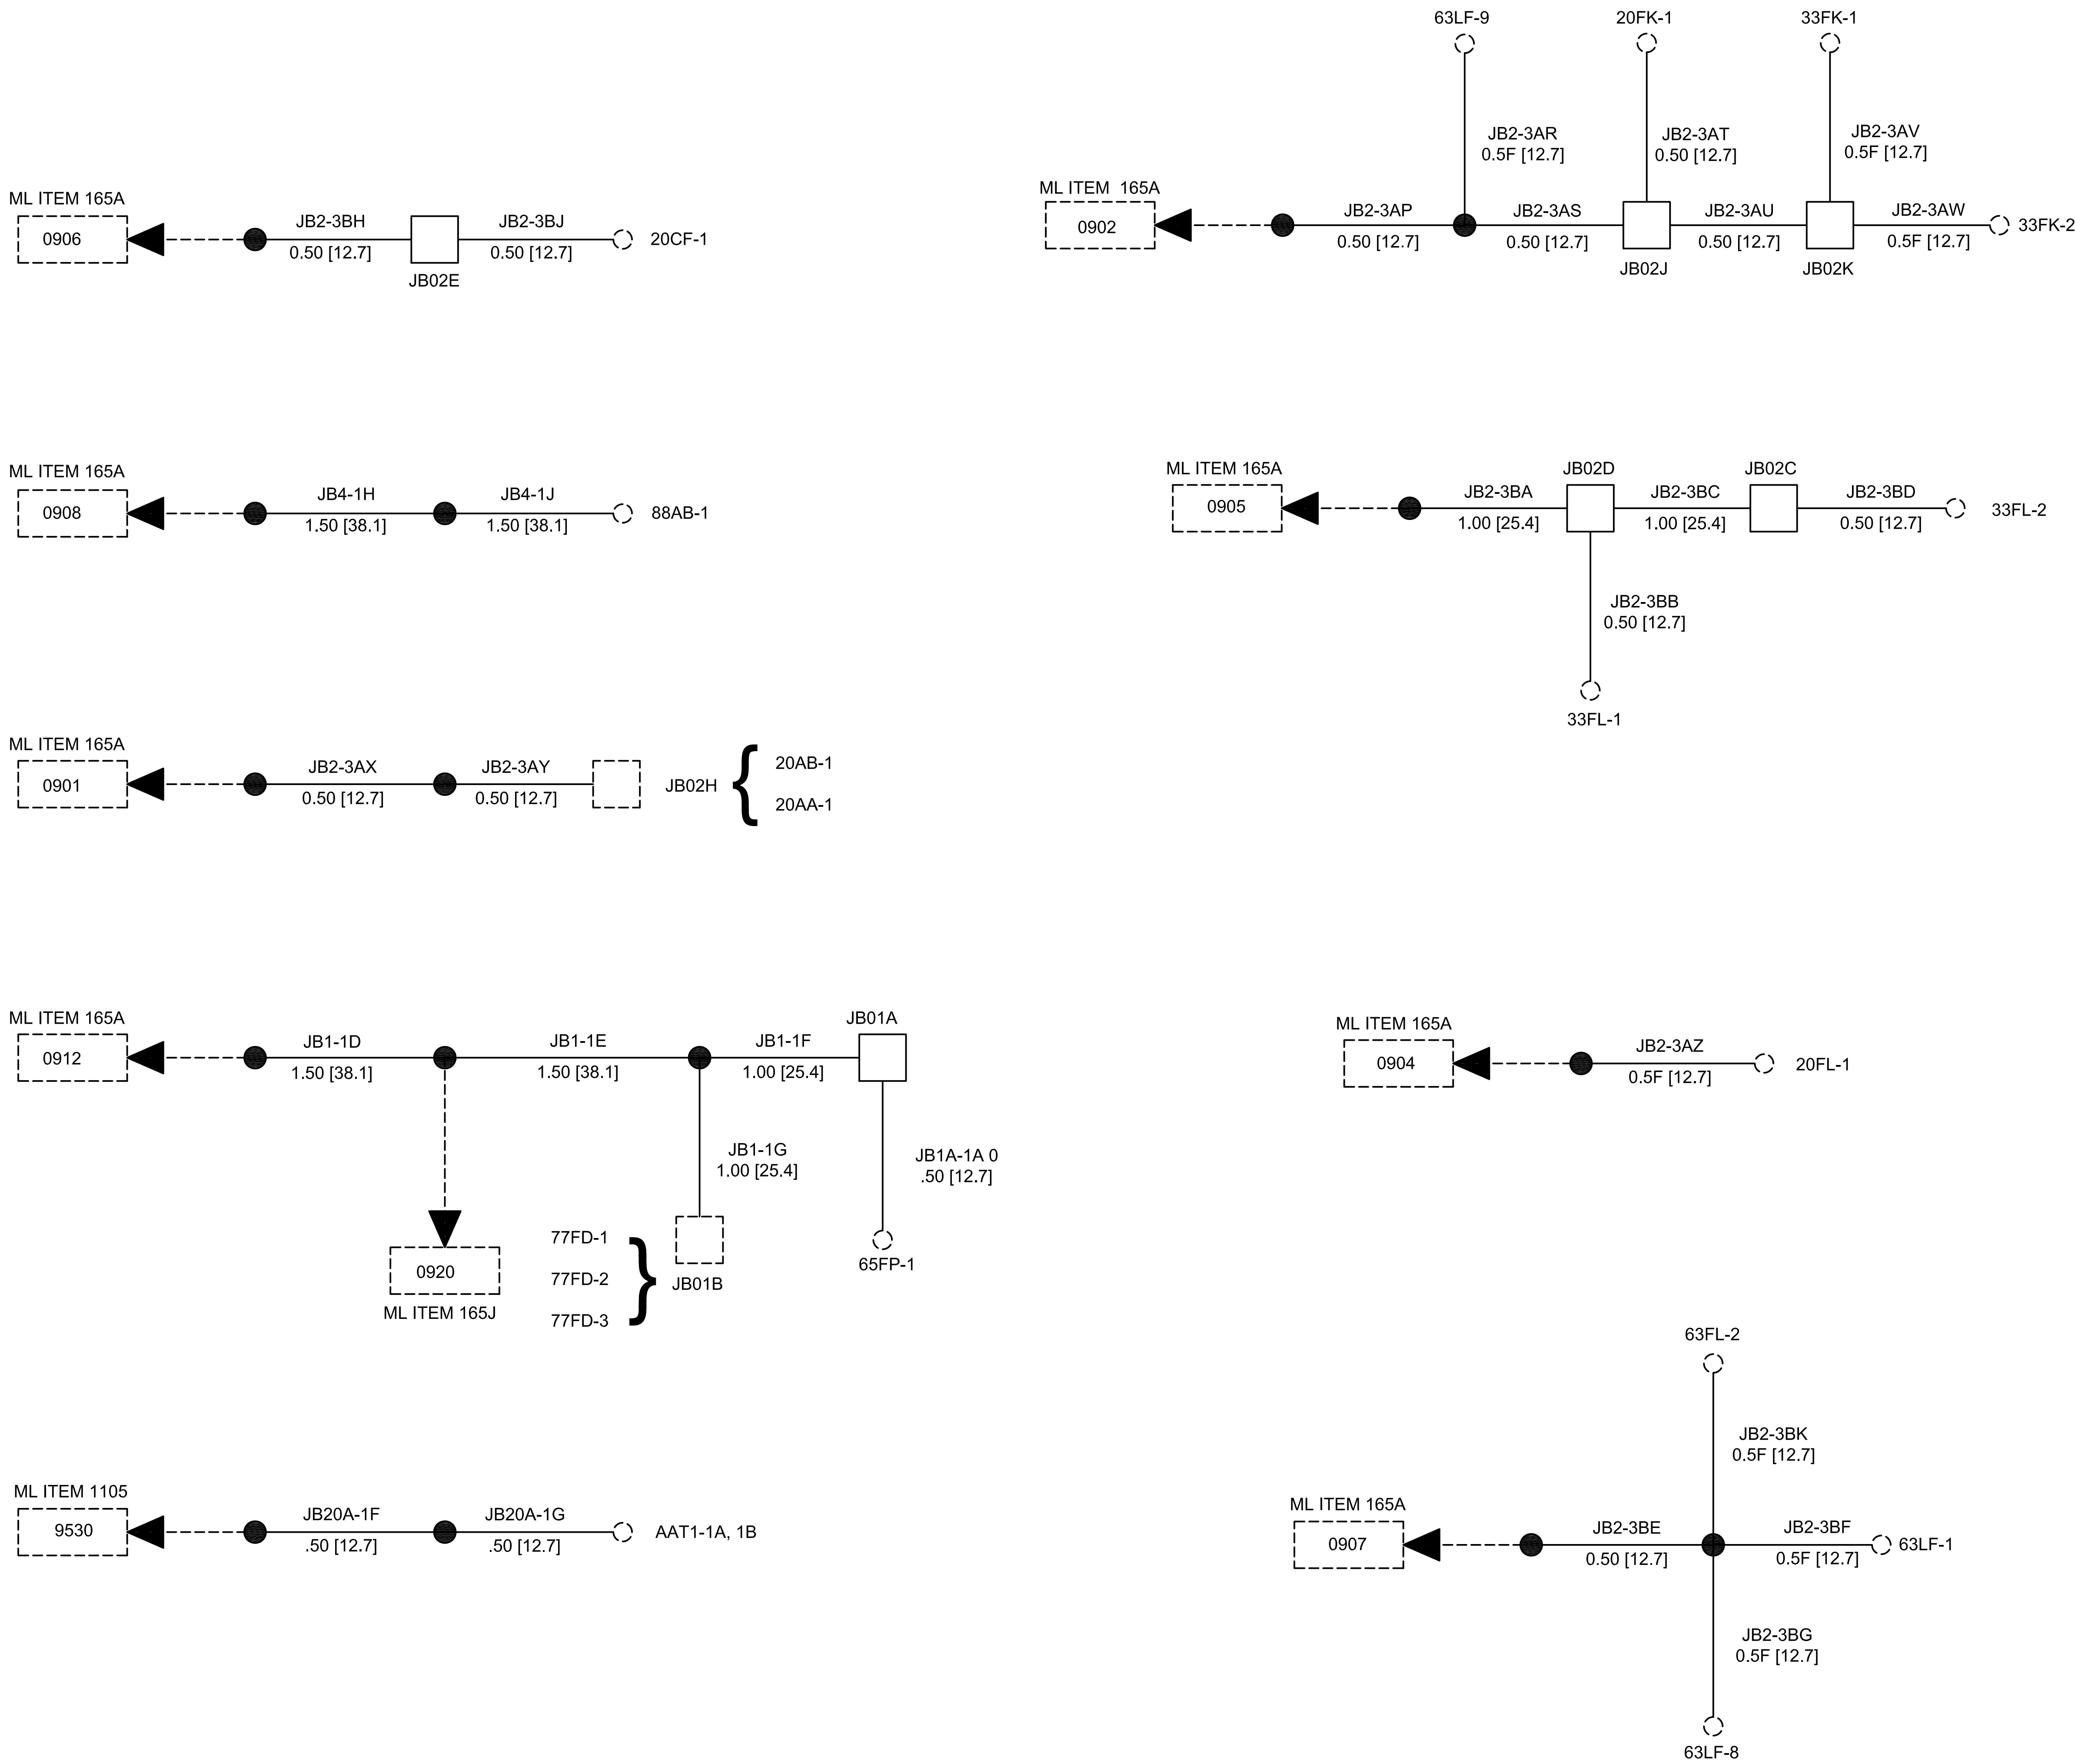 63LF-9
20FK-1
33FK-1
JB2-3AR
0.5F [12.7]
JB2-3AT
0.50 [12.7]
JB2-3AV
0.5F [12.7]
ML ITEM 165A
0902
JB2-3AP
0.50 [12.7]
JB2-3AS
0.50 [12.7]
JB02J
JB2-3AU
0.50 [12.7]
JB02K
JB2-3AW
0.5F [12.7]
33FK-2
ML ITEM 165A
0906
JB2-3BH
0.50 [12.7]
JB02E
JB2-3BJ
0.50 [12.7]
20CF-1
ML ITEM 165A
0908
JB4-1H
1.50 [38.1]
JB4-1J
1.50 [38.1]
88AB-1
ML ITEM 165A
0905
JB2-3BA
1.00 [25.4]
JB02D
JB2-3BC
1.00 [25.4]
JB02C
JB2-3BD
0.50 [12.7]
33FL-2
JB2-3BB
0.50 [12.7]
33FL-1
ML ITEM 165A
0901
JB2-3AX
0.50 [12.7]
JB2-3AY
0.50 [12.7]
JB02H
{
20AB-1
20AA-1
ML ITEM 165A
0912
JB1-1D
1.50 [38.1]
JB1-1E
1.50 [38.1]
JB1-1F
1.00 [25.4]
JB01A
JB1-1G
1.00 [25.4]
JB1A-1A 0
.50 [12.7]
0920
ML ITEM 165J
77FD-1
77FD-2
77FD-3
}
JB01B
65FP-1
ML ITEM 165A
0904
JB2-3AZ
0.5F [12.7]
20FL-1
ML ITEM 1105
9530
JB20A-1F
.50 [12.7]
JB20A-1G
.50 [12.7]
AAT1-1A, 1B
63FL-2
JB2-3BK
0.5F [12.7]
ML ITEM 165A
0907
JB2-3BE
0.50 [12.7]
JB2-3BF
0.5F [12.7]
63LF-1
JB2-3BG
0.5F [12.7]
63LF-8